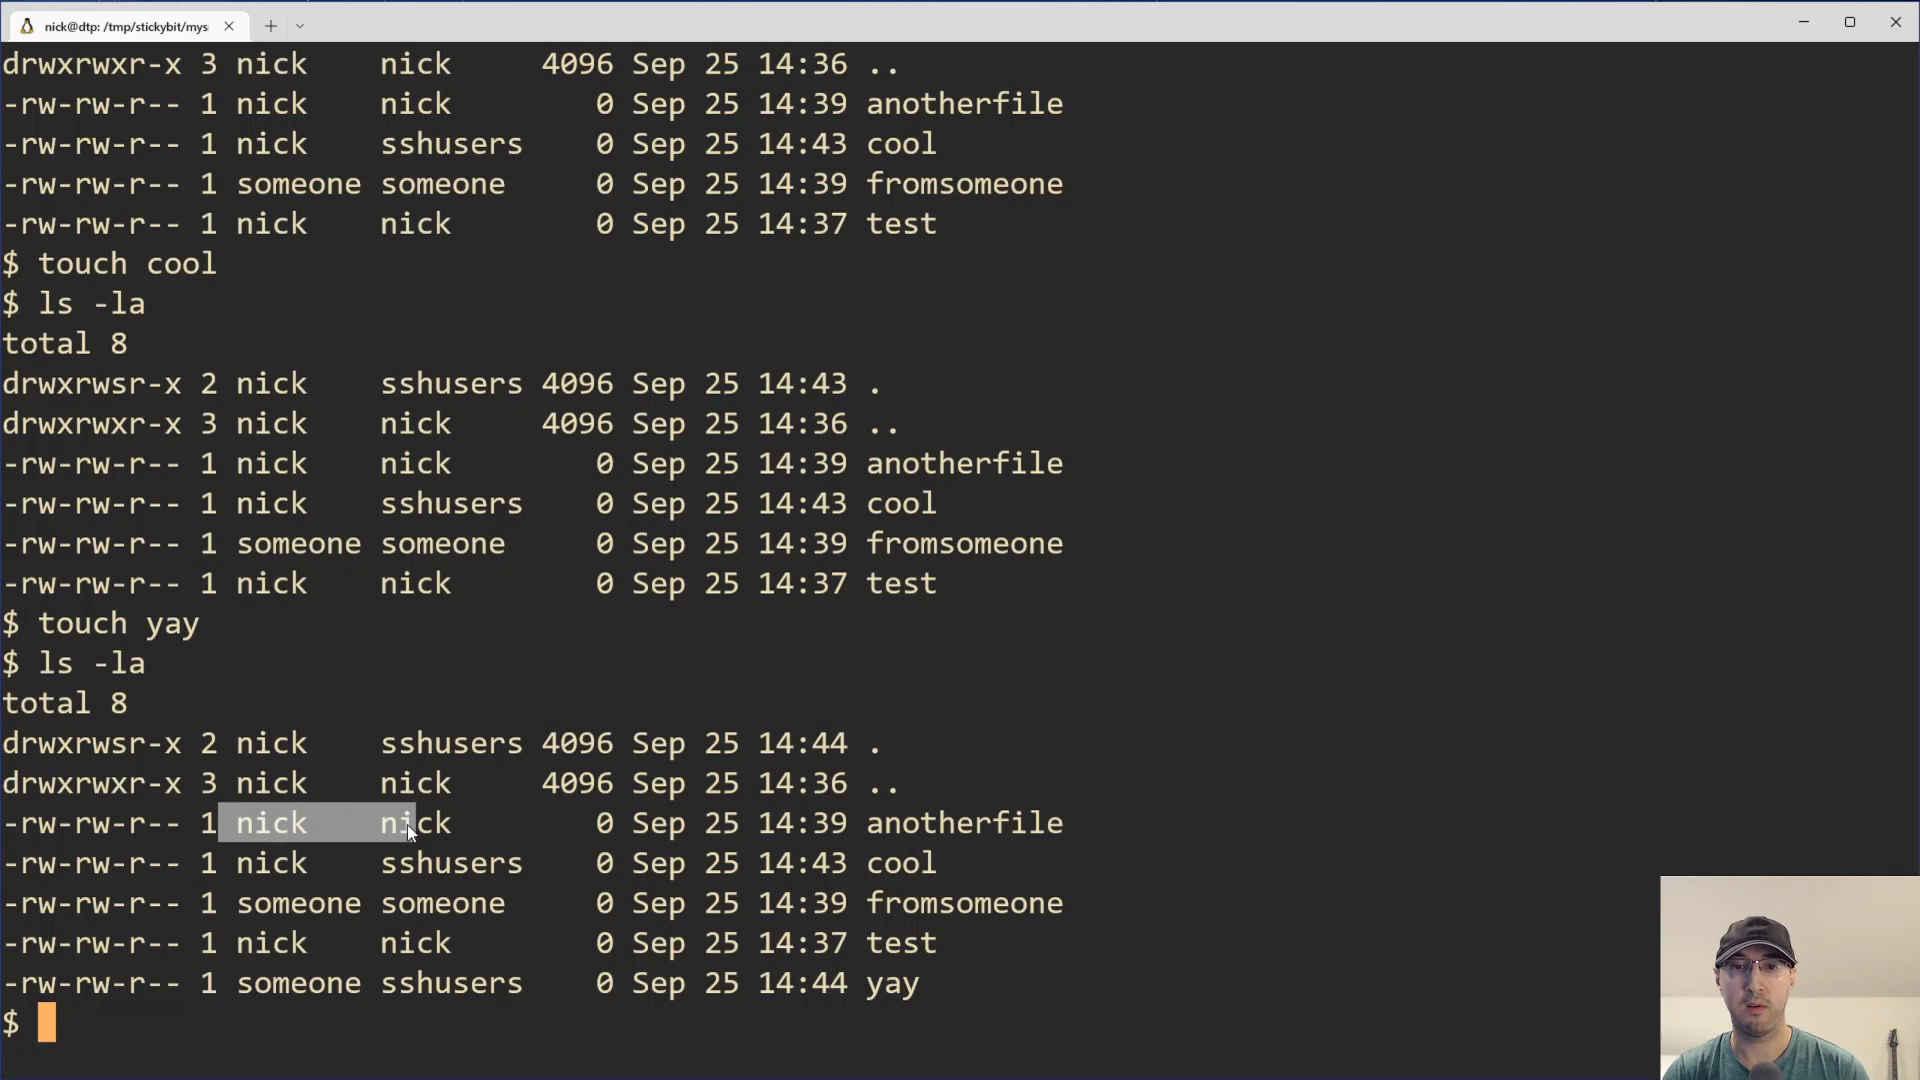 nick@dtp: /tmp/stickybit/mys
drwxrwxr-x 3 nick nick 4096 Sep 25 14:36 ..
-rw-rw-r-- 1 nick nick 0 Sep 25 14:39 anotherfile
-rw-rw-r-- 1 nick sshusers 0 Sep 25 14:43 cool
-rw-rw-r-- 1 someone someone 0 Sep 25 14:39 fromsomeone
-rw-rw-r-- 1 nick nick 0 Sep 25 14:37 test
$ touch cool
$ ls -la
total 8
drwxrwsr-x 2 nick sshusers 4096 Sep 25 14:43 .
drwxrwxr-x 3 nick nick 4096 Sep 25 14:36 ..
-rw-rw-r-- 1 nick nick 0 Sep 25 14:39 anotherfile
-rw-rw-r-- 1 nick sshusers 0 Sep 25 14:43 cool
-rw-rw-r-- 1 someone someone 0 Sep 25 14:39 fromsomeone
-rw-rw-r-- 1 nick nick 0 Sep 25 14:37 test
$ touch yay
$ ls -la
total 8
drwxrwsr-x 2 nick sshusers 4096 Sep 25 14:44 .
drwxrwxr-x 3 nick nick 4096 Sep 25 14:36 ..
-rw-rw-r-- 1 nick nick 0 Sep 25 14:39 anotherfile
-rw-rw-r-- 1 nick sshusers 0 Sep 25 14:43 cool
-rw-rw-r-- 1 someone someone 0 Sep 25 14:39 fromsomeone
-rw-rw-r-- 1 nick nick 0 Sep 25 14:37 test
-rw-rw-r-- 1 someone sshusers 0 Sep 25 14:44 yay
$